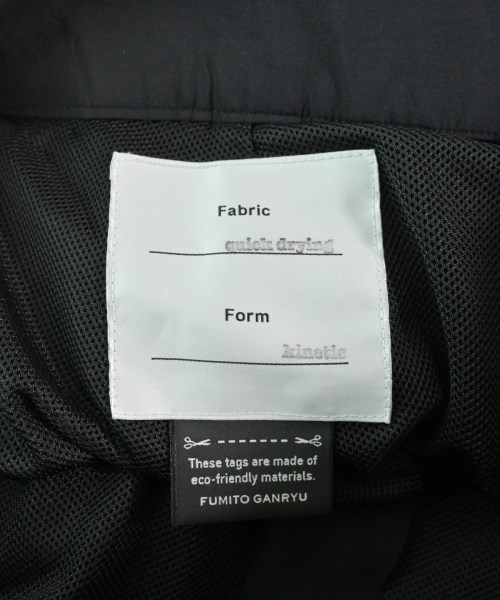 Fabric
quick drying
Form
kinetic
These tags are made of
eco-friendly materials.
FUMITO GANRYU